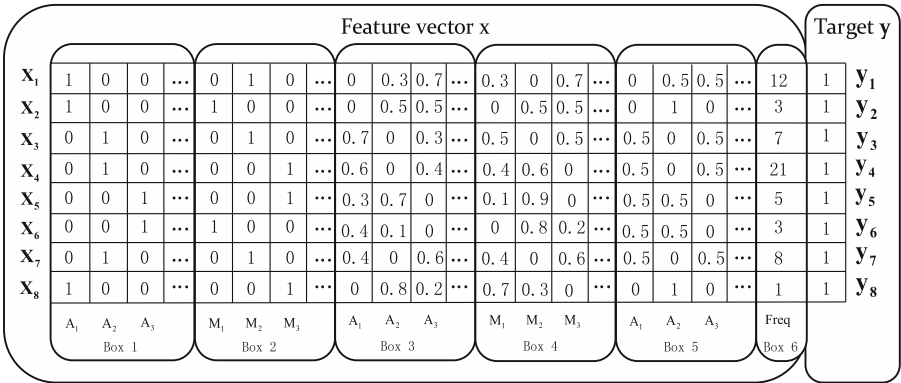 Feature vector x Target y
X₁ 1 0 0 ... 0 1 0 ... 0 0.3 0.7 ... 0.3 0 0.7 ... 0 0.5 0.5 ... 12 1 y₁
X₂ 1 0 0 ... 1 0 0 ... 0 0.5 0.5 ... 0 0.5 0.5 ... 0 1 0 ... 3 1 y₂
X₃ 0 1 0 ... 0 1 0 ... 0.7 0 0.3 ... 0.5 0 0.5 ... 0.5 0 0.5 ... 7 1 y₃
X₄ 0 1 0 ... 0 0 1 ... 0.6 0 0.4 ... 0.4 0.6 0 ... 0.5 0 0.5 ... 21 1 y₄
X₅ 0 0 1 ... 0 0 1 ... 0.3 0.7 0 ... 0.1 0.9 0 ... 0.5 0.5 0 ... 5 1 y₅
X₆ 0 0 1 ... 1 0 0 ... 0.4 0.1 0 ... 0 0.8 0.2 ... 0.5 0.5 0 ... 3 1 y₆
X₇ 0 1 0 ... 0 1 0 ... 0.4 0 0.6 ... 0.4 0 0.6 ... 0.5 0 0.5 ... 8 1 y₇
X₈ 1 0 0 ... 0 0 1 ... 0 0.8 0.2 ... 0.7 0.3 0 ... 0 1 0 ... 1 1 y₈
A₁ A₂ A₃ M₁ M₂ M₃ A₁ A₂ A₃ M₁ M₂ M₃ A₁ A₂ A₃ Freq
Box 1 Box 2 Box 3 Box 4 Box 5 Box 6